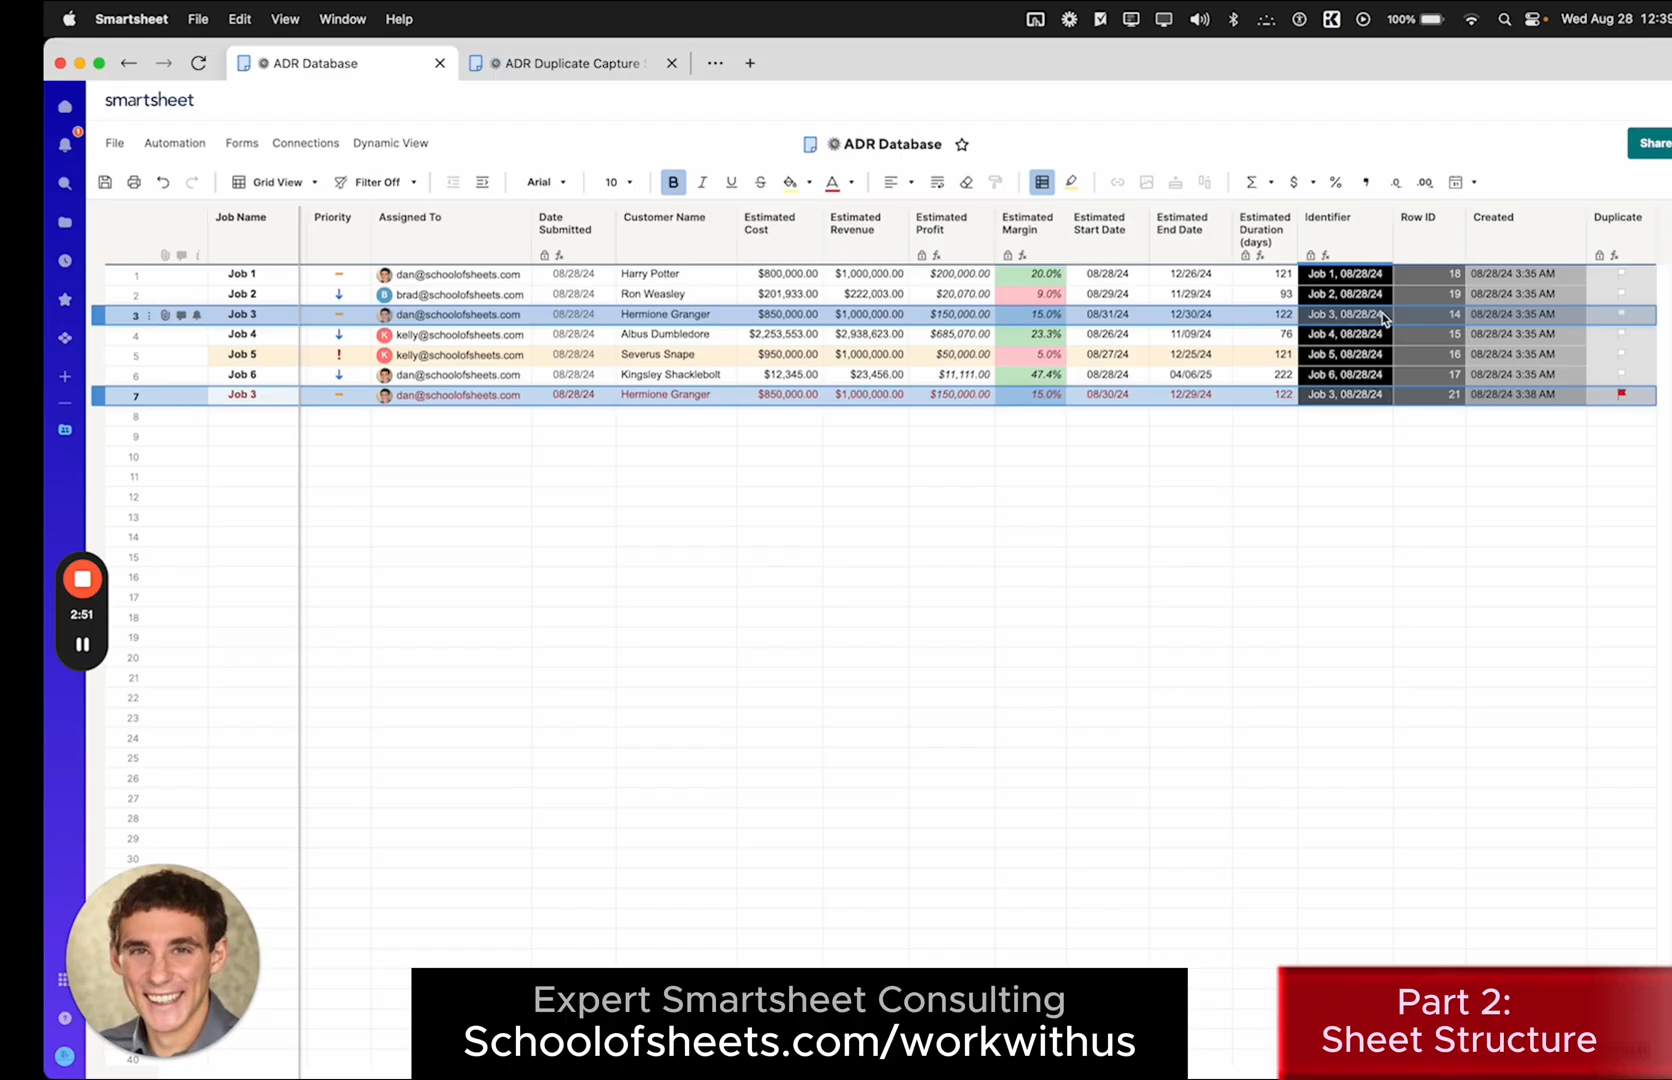 Smartsheet File Edit View Window Help 100% Wed Aug 28 12:39
ADR Database ADR Duplicate Capture
smartsheet
File Automation Forms Connections Dynamic View
ADR Database
Share
Grid View Filter Off Arial 10 B I U S A Σ $ % , .0 .00
Job Name Priority Assigned To Date Submitted Customer Name Estimated Cost Estimated Revenue Estimated Profit Estimated Margin Estimated Start Date Estimated End Date Estimated Duration (days) Identifier Row ID Created Duplicate
1 Job 1 dan@schoolofsheets.com 08/28/24 Harry Potter $800,000.00 $1,000,000.00 $200,000.00 20.0% 08/28/24 12/26/24 121 Job 1, 08/28/24 18 08/28/24 3:35 AM
2 Job 2 B brad@schoolofsheets.com 08/28/24 Ron Weasley $201,933.00 $222,003.00 $20,070.00 9.0% 08/29/24 11/29/24 93 Job 2, 08/28/24 19 08/28/24 3:35 AM
3 Job 3 dan@schoolofsheets.com 08/28/24 Hermione Granger $850,000.00 $1,000,000.00 $150,000.00 15.0% 08/31/24 12/30/24 122 Job 3, 08/28/24 14 08/28/24 3:35 AM
4 Job 4 K kelly@schoolofsheets.com 08/28/24 Albus Dumbledore $2,253,553.00 $2,938,623.00 $685,070.00 23.3% 08/26/24 11/09/24 76 Job 4, 08/28/24 15 08/28/24 3:35 AM
5 Job 5 ! K kelly@schoolofsheets.com 08/28/24 Severus Snape $950,000.00 $1,000,000.00 $50,000.00 5.0% 08/27/24 12/25/24 121 Job 5, 08/28/24 16 08/28/24 3:35 AM
6 Job 6 dan@schoolofsheets.com 08/28/24 Kingsley Shacklebolt $12,345.00 $23,456.00 $11,111.00 47.4% 08/28/24 04/06/25 222 Job 6, 08/28/24 17 08/28/24 3:35 AM
7 Job 3 dan@schoolofsheets.com 08/28/24 Hermione Granger $850,000.00 $1,000,000.00 $150,000.00 15.0% 08/30/24 12/29/24 122 Job 3, 08/28/24 21 08/28/24 3:38 AM
8
9
10
11
12
13
14
15
16
17
18
19
20
21
22
23
24
25
26
27
28
29
30
40
2:51
Expert Smartsheet Consulting
Schoolofsheets.com/workwithus
Part 2:
Sheet Structure